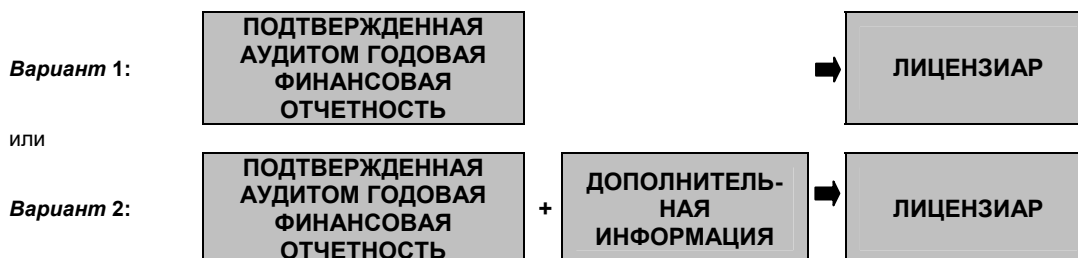 Вариант 1:
ПОДТВЕРЖДЕННАЯ
АУДИТОМ ГОДОВАЯ
ФИНАНСОВАЯ
ОТЧЕТНОСТЬ
ЛИЦЕНЗИАР
или
Вариант 2:
ПОДТВЕРЖДЕННАЯ
АУДИТОМ ГОДОВАЯ
ФИНАНСОВАЯ
ОТЧЕТНОСТЬ
+
ДОПОЛНИТЕЛЬ-
НАЯ
ИНФОРМАЦИЯ
ЛИЦЕНЗИАР